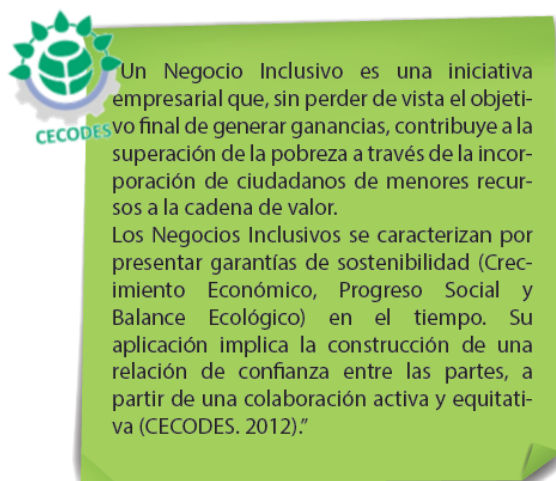 "Un Negocio Inclusivo es una iniciativa
empresarial que, sin perder de vista el objeti-
CECODES
vo final de generar ganancias, contribuye a la
superación de la pobreza a través de la incor-
poración de ciudadanos de menores recur-
sos a la cadena de valor.
Los Negocios Inclusivos se caracterizan por
presentar garantías de sostenibilidad (Crec-
imiento Económico, Progreso Social y
Balance Ecológico) en el tiempo. Su
aplicación implica la construcción de una
relación de confianza entre las partes, a
partir de una colaboración activa y equitati-
va (CECODES. 2012)."